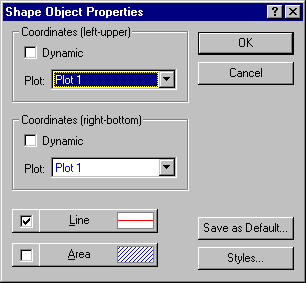 Shape Object Properties
Coordinates (left-upper)
Dynamic
Plot: Plot 1
OK
Cancel
Coordinates (right-bottom)
Dynamic
Plot: Plot 1
Line
Area
Save as Default...
Styles...